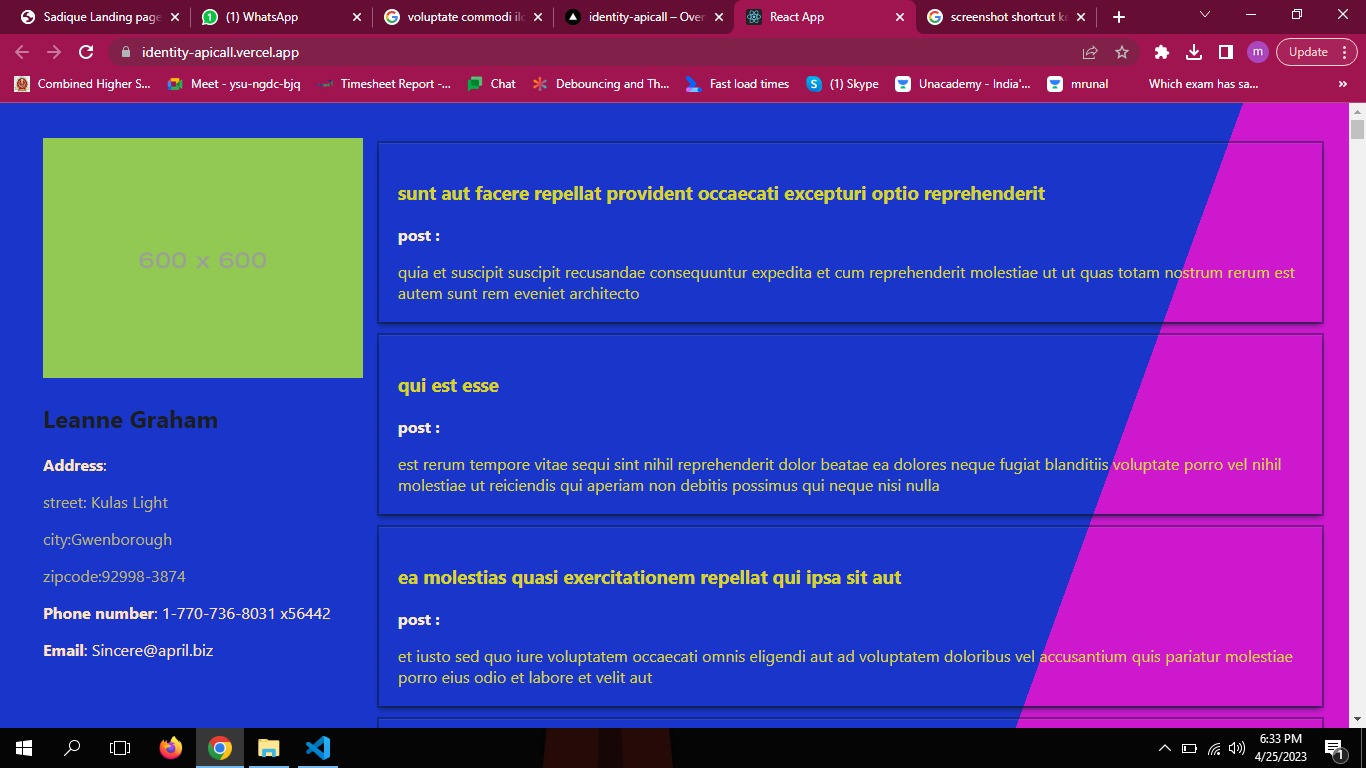 Sadique Landing page
(1) WhatsApp
voluptate commodi
identity-apicall – Over
React App
screenshot shortcut
identity-apicall.vercel.app
m
Update
Combined Higher S...
Meet - ysu-ngdc-bjq
Timesheet Report -...
Chat
Debouncing and Th...
Fast load times
(1) Skype
Unacademy - India'...
mrunal
Which exam has sa...
»
600 x 600
Leanne Graham
Address:
street: Kulas Light
city:Gwenborough
zipcode:92998-3874
Phone number: 1-770-736-8031 x56442
Email: Sincere@april.biz
sunt aut facere repellat provident occaecati excepturi optio reprehenderit
post :
quia et suscipit suscipit recusandae consequuntur expedita et cum reprehenderit molestiae ut ut quas totam nostrum rerum est
autem sunt rem eveniet architecto
qui est esse
post :
est rerum tempore vitae sequi sint nihil reprehenderit dolor beatae ea dolores neque fugiat blanditiis voluptate porro vel nihil
molestiae ut reiciendis qui aperiam non debitis possimus qui neque nisi nulla
ea molestias quasi exercitationem repellat qui ipsa sit aut
post :
et iusto sed quo iure voluptatem occaecati omnis eligendi aut ad voluptatem doloribus vel accusantium quis pariatur molestiae
porro eius odio et labore et velit aut
6:33 PM
4/25/2023
1